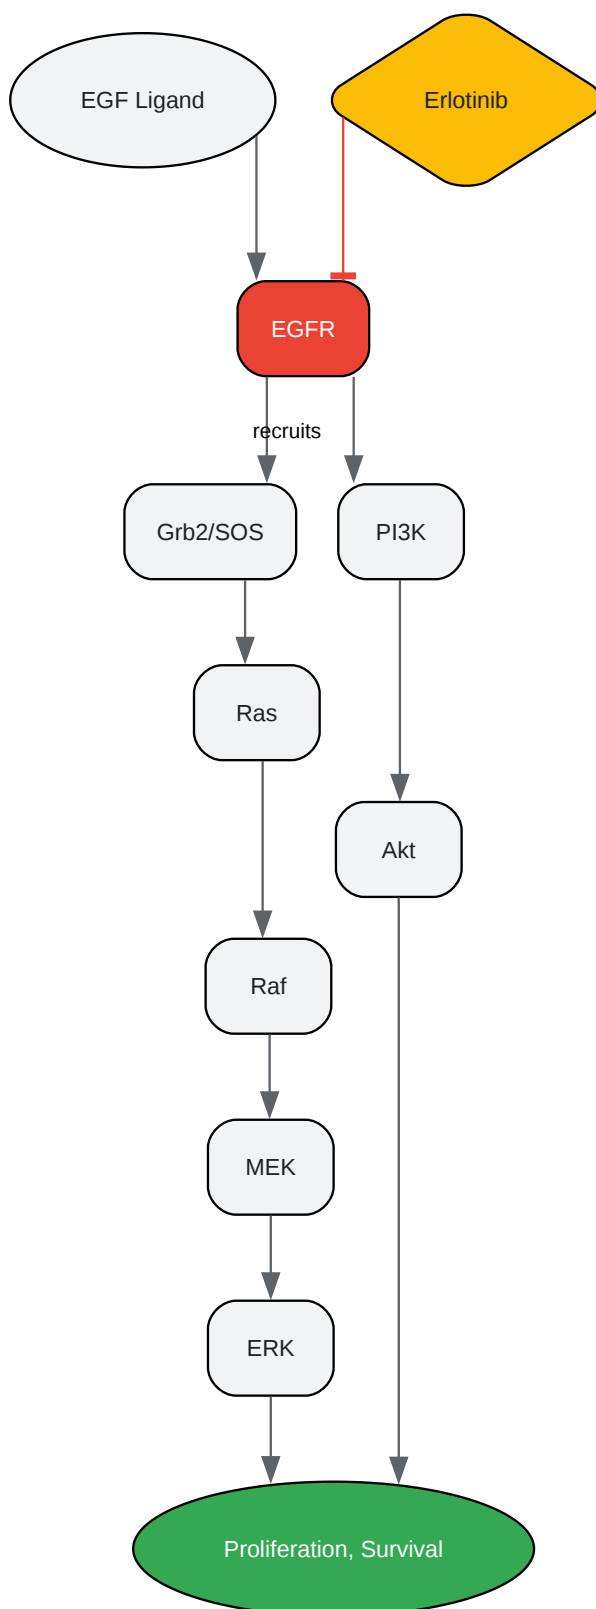 EGF Ligand
Erlotinib
EGFR
recruits
Grb2/SOS
PI3K
Ras
Akt
Raf
MEK
ERK
Proliferation, Survival